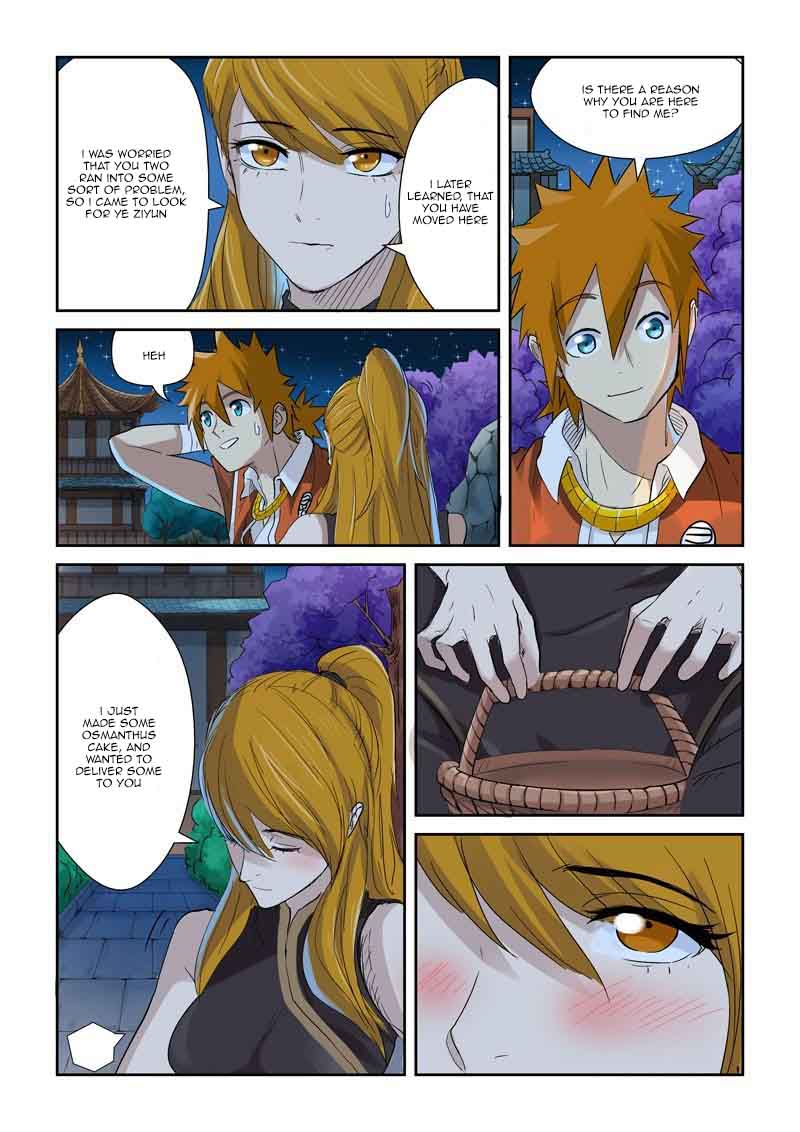 I WAS WORRIED
THAT YOU TWO
RAN INTO SOME
SORT OF PROBLEM,
SO I CAME TO LOOK
FOR YE ZIYUN
I LATER
LEARNED, THAT
YOU HAVE
MOVED HERE
IS THERE A REASON
WHY YOU ARE HERE
TO FIND ME?
HEH
I JUST
MADE SOME
OSMANTHUS
CAKE, AND
WANTED TO
DELIVER SOME
TO YOU